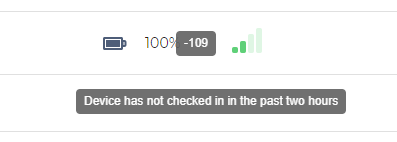 100% -109
Device has not checked in in the past two hours